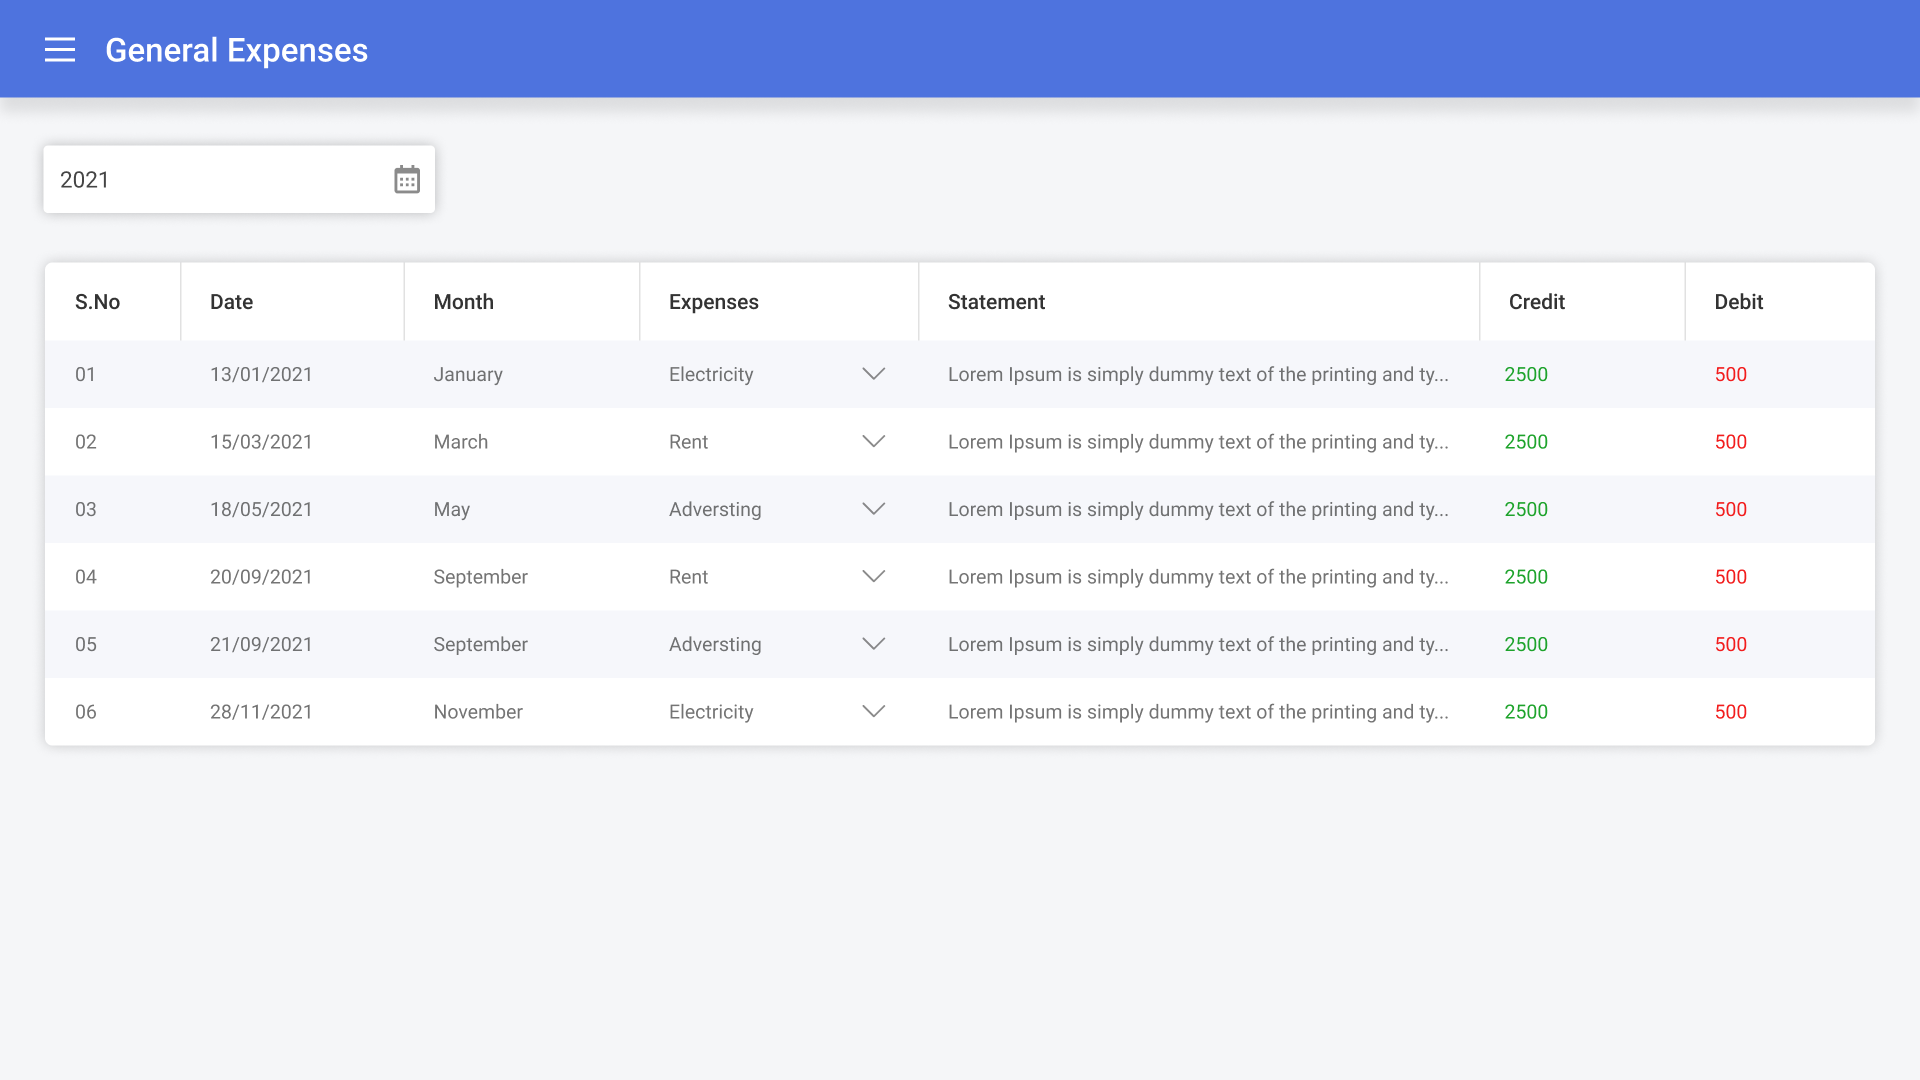 General Expenses
2021
S.No Date Month Expenses Statement Credit Debit
01 13/01/2021 January Electricity Lorem Ipsum is simply dummy text of the printing and ty... 2500 500
02 15/03/2021 March Rent Lorem Ipsum is simply dummy text of the printing and ty... 2500 500
03 18/05/2021 May Adversting Lorem Ipsum is simply dummy text of the printing and ty... 2500 500
04 20/09/2021 September Rent Lorem Ipsum is simply dummy text of the printing and ty... 2500 500
05 21/09/2021 September Adversting Lorem Ipsum is simply dummy text of the printing and ty... 2500 500
06 28/11/2021 November Electricity Lorem Ipsum is simply dummy text of the printing and ty... 2500 500